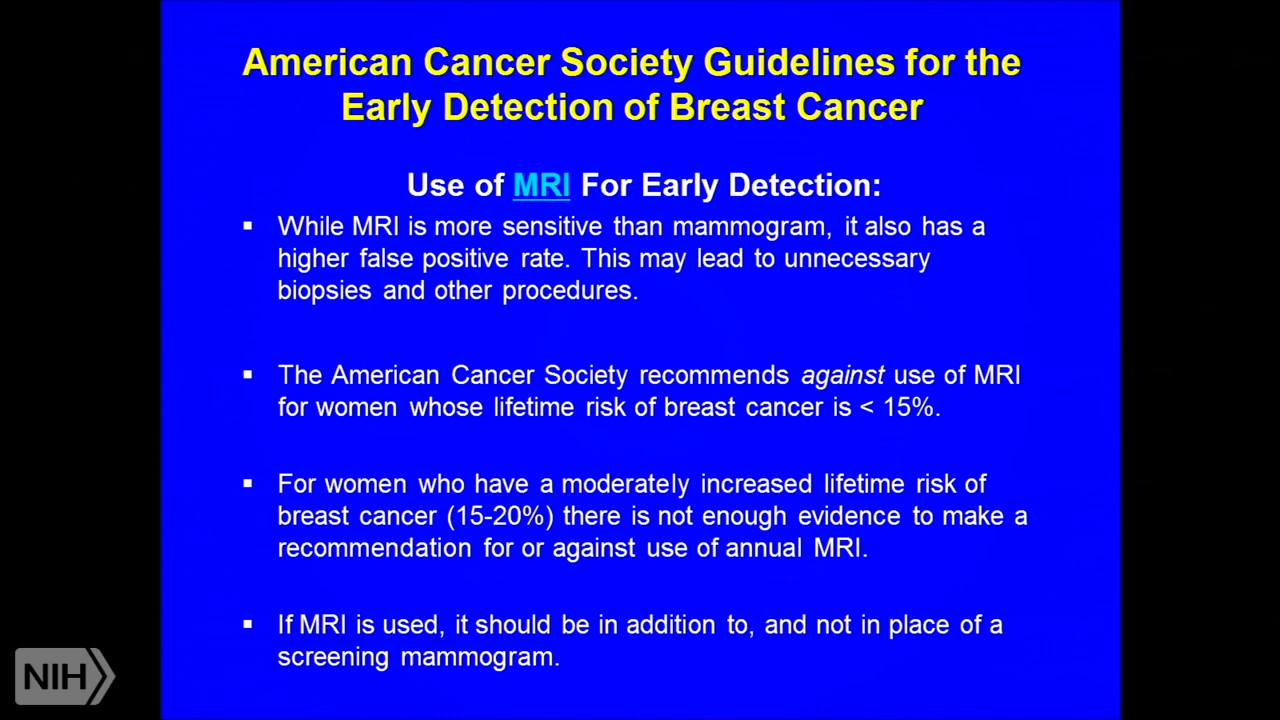 American Cancer Society Guidelines for the
Early Detection of Breast Cancer
Use of MRI For Early Detection:
▪ While MRI is more sensitive than mammogram, it also has a
higher false positive rate. This may lead to unnecessary
biopsies and other procedures.
▪ The American Cancer Society recommends against use of MRI
for women whose lifetime risk of breast cancer is < 15%.
▪ For women who have a moderately increased lifetime risk of
breast cancer (15-20%) there is not enough evidence to make a
recommendation for or against use of annual MRI.
▪ If MRI is used, it should be in addition to, and not in place of a
screening mammogram.
NIH